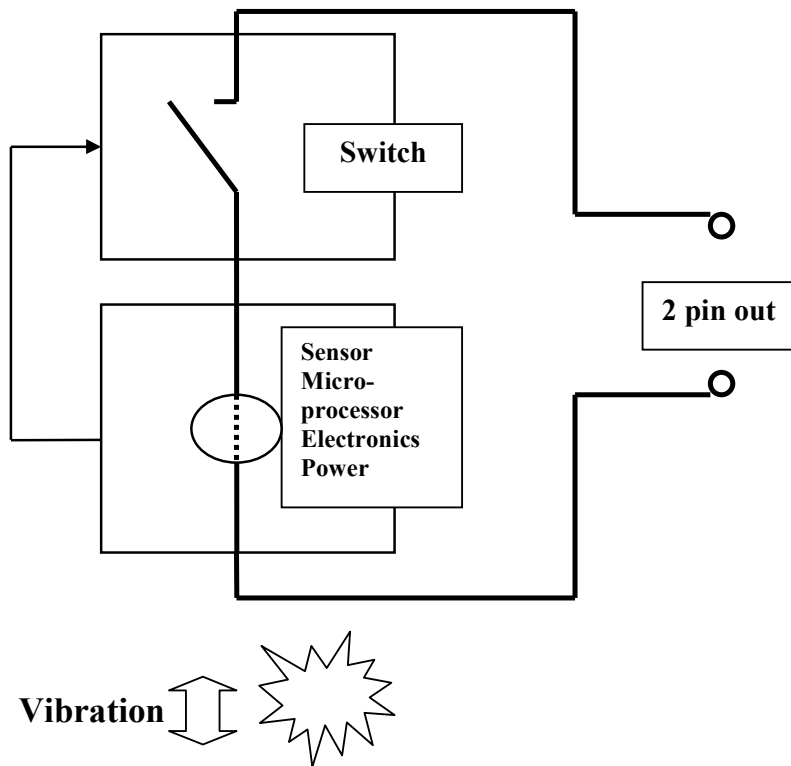 Switch
2 pin out
Sensor
Micro-
processor
Electronics
Power
Vibration